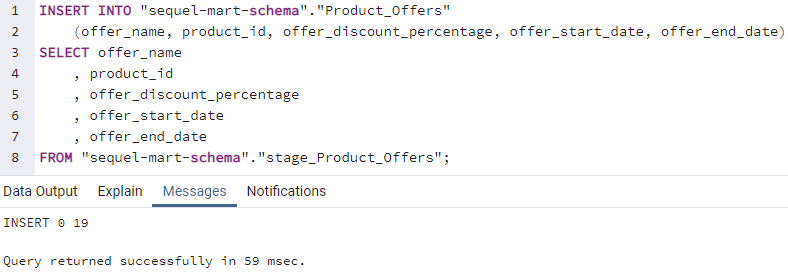 1 INSERT INTO "sequel-mart-schema"."Product_Offers"
2 (offer_name, product_id, offer_discount_percentage, offer_start_date, offer_end_date)
3 SELECT offer_name
4 , product_id
5 , offer_discount_percentage
6 , offer_start_date
7 , offer_end_date
8 FROM "sequel-mart-schema"."stage_Product_Offers";
Data Output Explain Messages Notifications
INSERT 0 19
Query returned successfully in 59 msec.